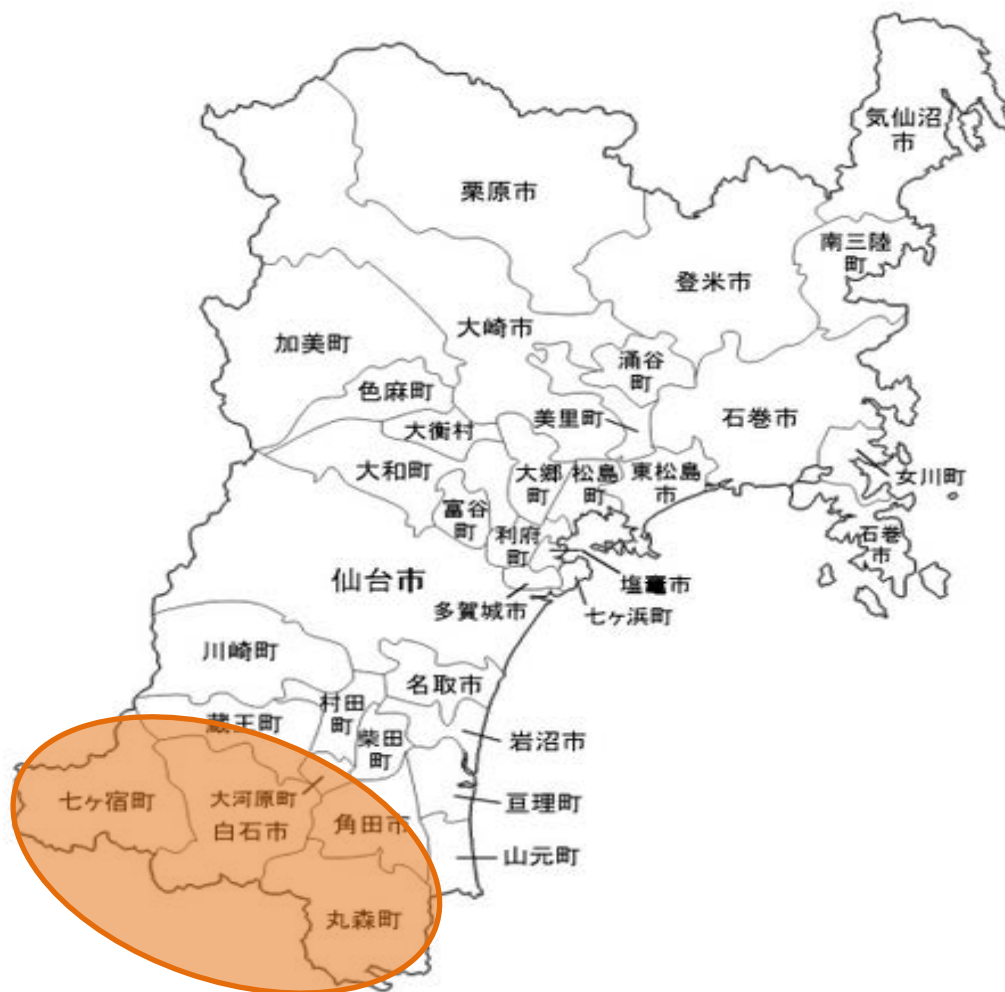 気仙沼
市
栗原市
南三陸
町
登米市
大崎市
加美町
涌谷
町
色麻町
美里町
石巻市
大衡村
大和町
大郷
町
松島
町
東松島
市
女川町
富谷
町
利府
町
石巻
市
仙台市
塩竈市
多賀城市
七ヶ浜町
川崎町
名取市
村田
町
蔵王町
柴田
町
岩沼市
七ヶ宿町
大河原町
亘理町
白石市
角田市
山元町
丸森町